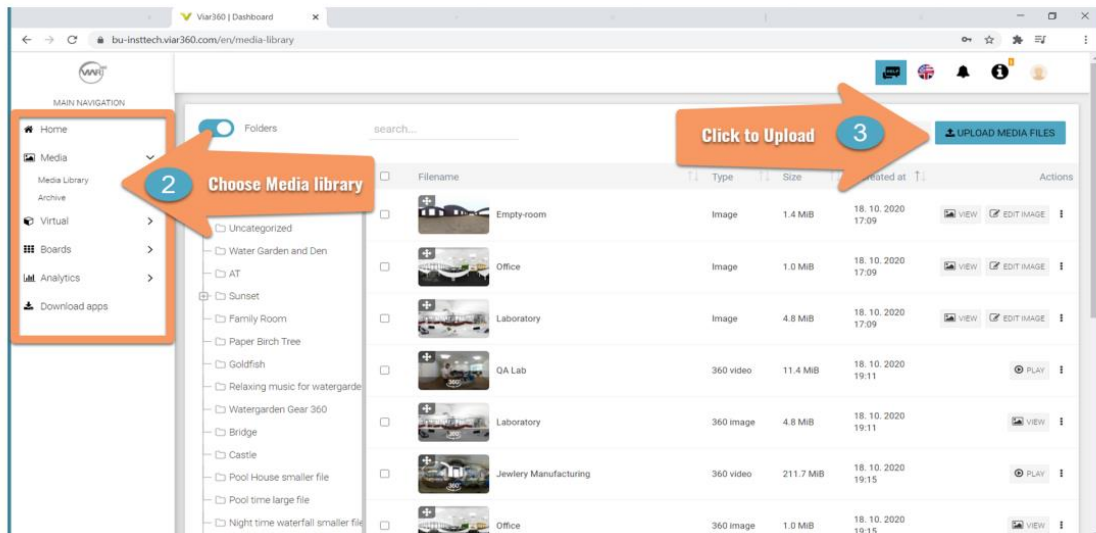 Viar360 | Dashboard
bu-insttech.viar360.com/en/media-library
VIAR
MAIN NAVIGATION
Home
Media
Media Library
Archive
Virtual
Boards
Analytics
Download apps
Folders
search...
Click to Upload 3
UPLOAD MEDIA FILES
2 Choose Media library
Filename Type Size Created at Actions
Uncategorized
Water Garden and Den
AT
Sunset
Family Room
Paper Birch Tree
Goldfish
Relaxing music for watergarde
Watergarden Gear 360
Bridge
Castle
Pool House smaller file
Pool time large file
Night time waterfall smaller file
Empty-room Image 1.4 MiB 18. 10. 2020 17:09 VIEW EDIT IMAGE
Office Image 1.0 MiB 18. 10. 2020 17:09 VIEW EDIT IMAGE
Laboratory Image 4.8 MiB 18. 10. 2020 17:09 VIEW EDIT IMAGE
QA Lab 360 video 11.4 MiB 18. 10. 2020 19:11 PLAY
Laboratory 360 image 4.8 MiB 18. 10. 2020 19:11 VIEW
Jewlery Manufacturing 360 video 211.7 MiB 18. 10. 2020 19:15 PLAY
Office 360 image 1.0 MiB 18. 10. 2020 19:15 VIEW